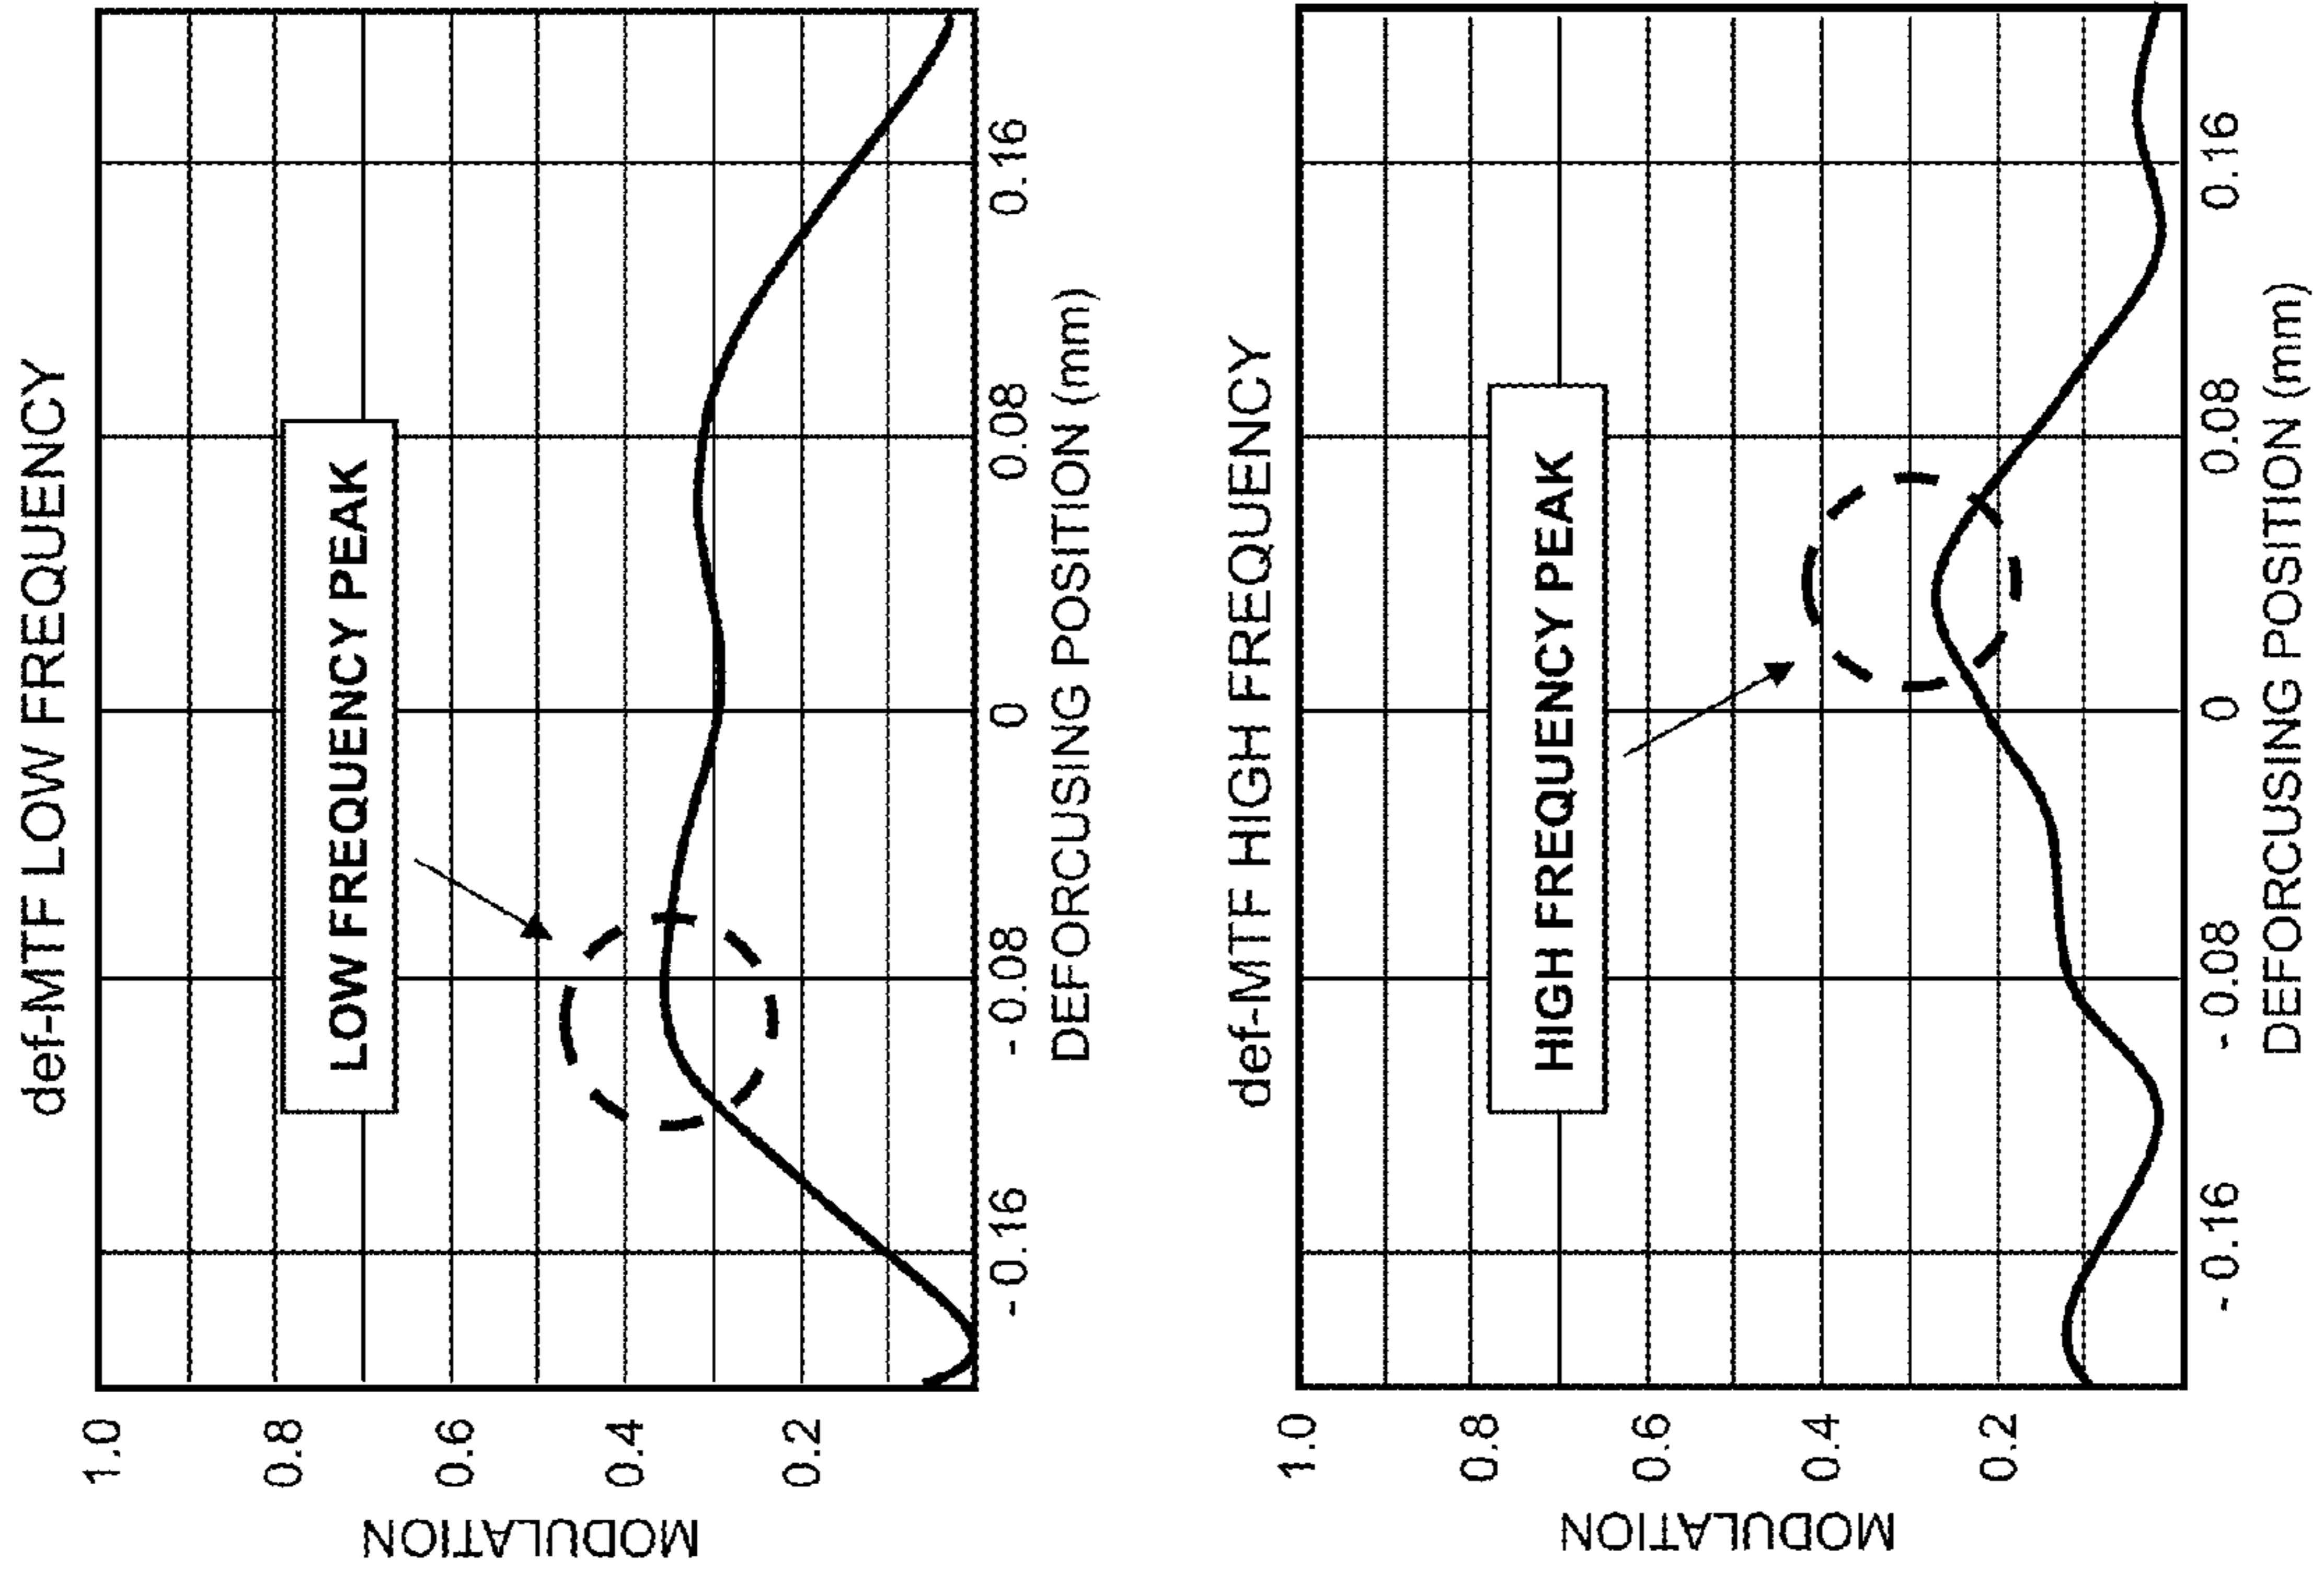 def-MTF LOW FREQUENCY
LOW FREQUENCY PEAK
MODULATION
1.0
0.8
0.6
0.4
0.2
- 0.16
- 0.08
0
0.08
0.16
DEFORCUSING POSITION (mm)
def-MTF HIGH FREQUENCY
HIGH FREQUENCY PEAK
MODULATION
1.0
0.8
0.6
0.4
0.2
- 0.16
- 0.08
0
0.08
0.16
DEFORCUSING POSITION (mm)